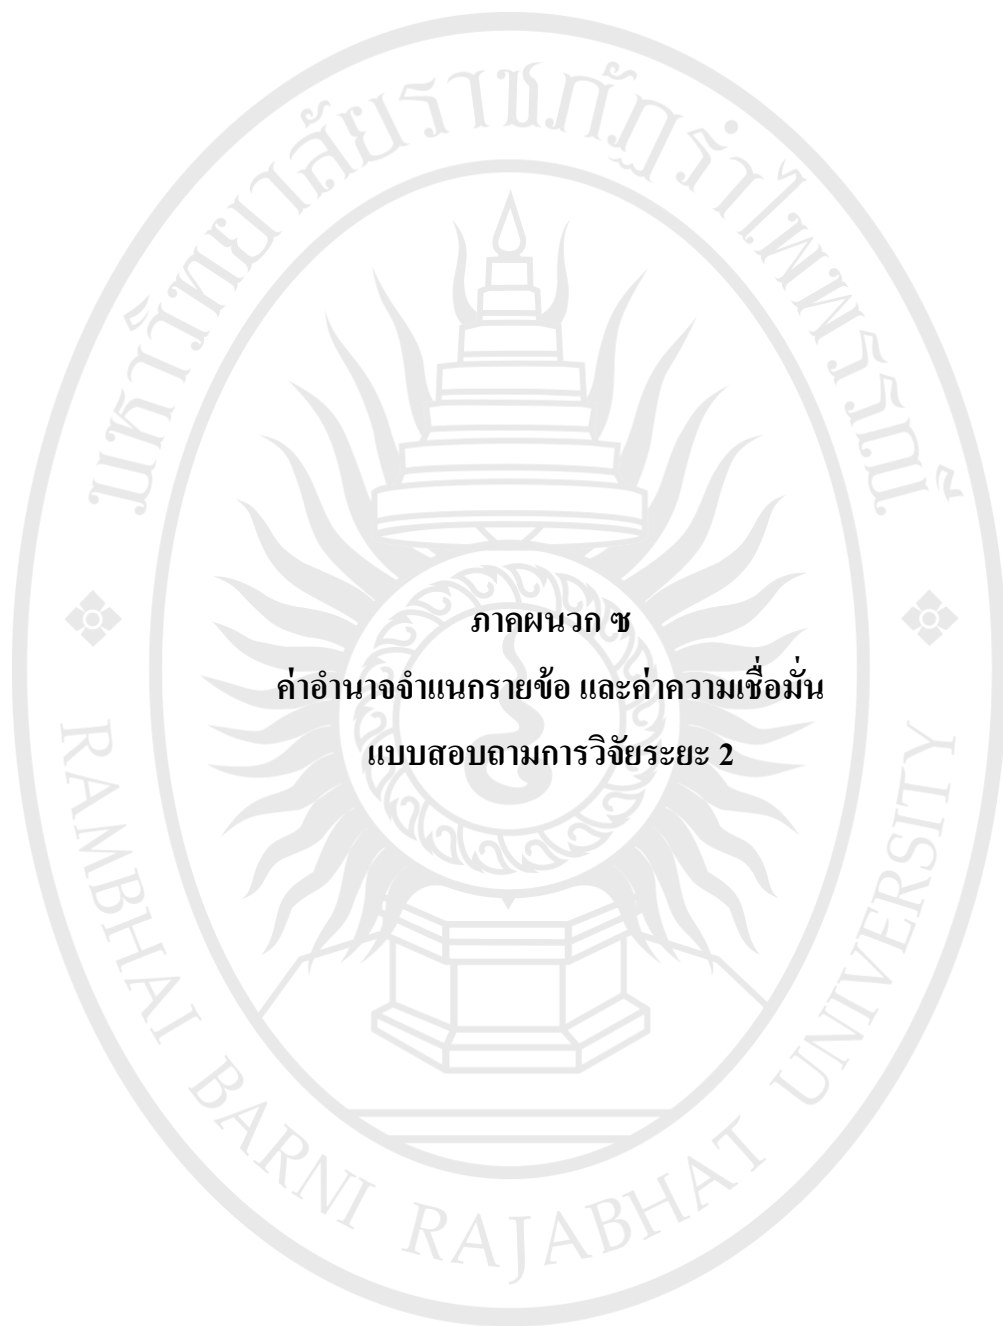 มหาวิทยาลัยราชภัฏรำไพพรรณี
ภาคผนวก ซ
ค่าอำนาจจำแนกรายข้อ และค่าความเชื่อมั่น
แบบสอบถามการวิจัยระยะ 2
RAMBHAI BARNI RAJABHAT UNIVERSITY